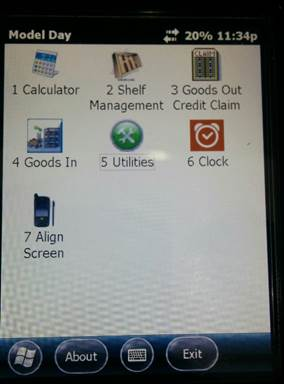 Model Day 20% 11:34p
CLAIM
1 Calculator 2 Shelf Management 3 Goods Out Credit Claim
4 Goods In 5 Utilities 6 Clock
7 Align Screen
About Exit